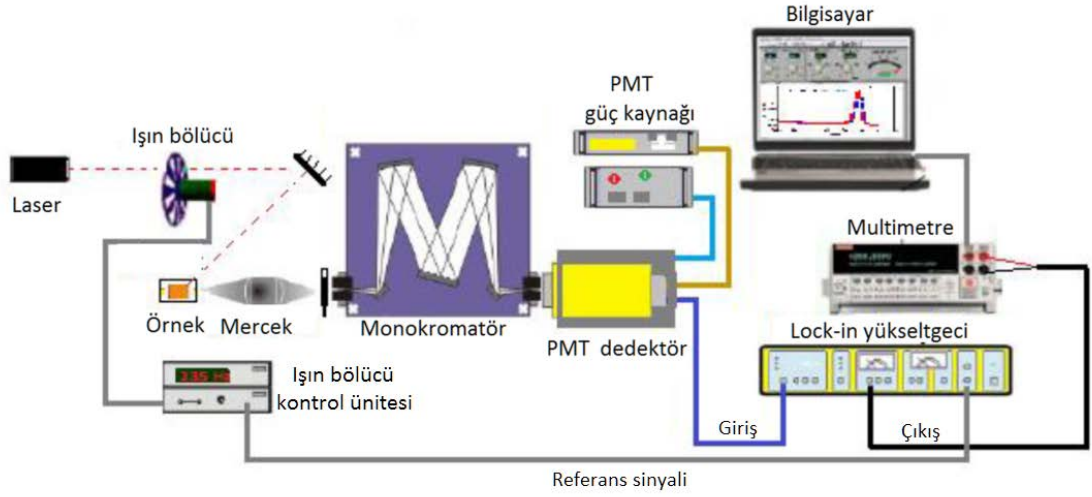 Bilgisayar
PMT
güç kaynağı
Işın bölücü
Laser
Multimetre
Örnek
Mercek
Monokromatör
PMT dedektör
Lock-in yükseltgeci
Işın bölücü
kontrol ünitesi
Giriş
Çıkış
Referans sinyali